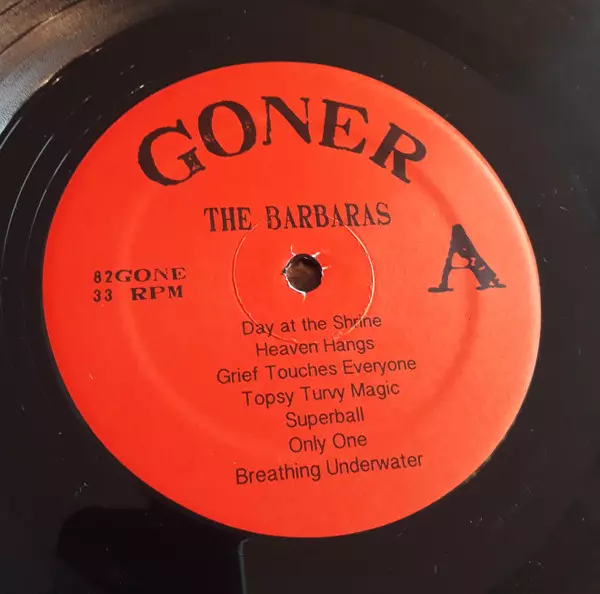 GONER
THE BARBARAS
A
82GONE
33 RPM
Day at the Shrine
Heaven Hangs
Grief Touches Everyone
Topsy Turvy Magic
Superball
Only One
Breathing Underwater